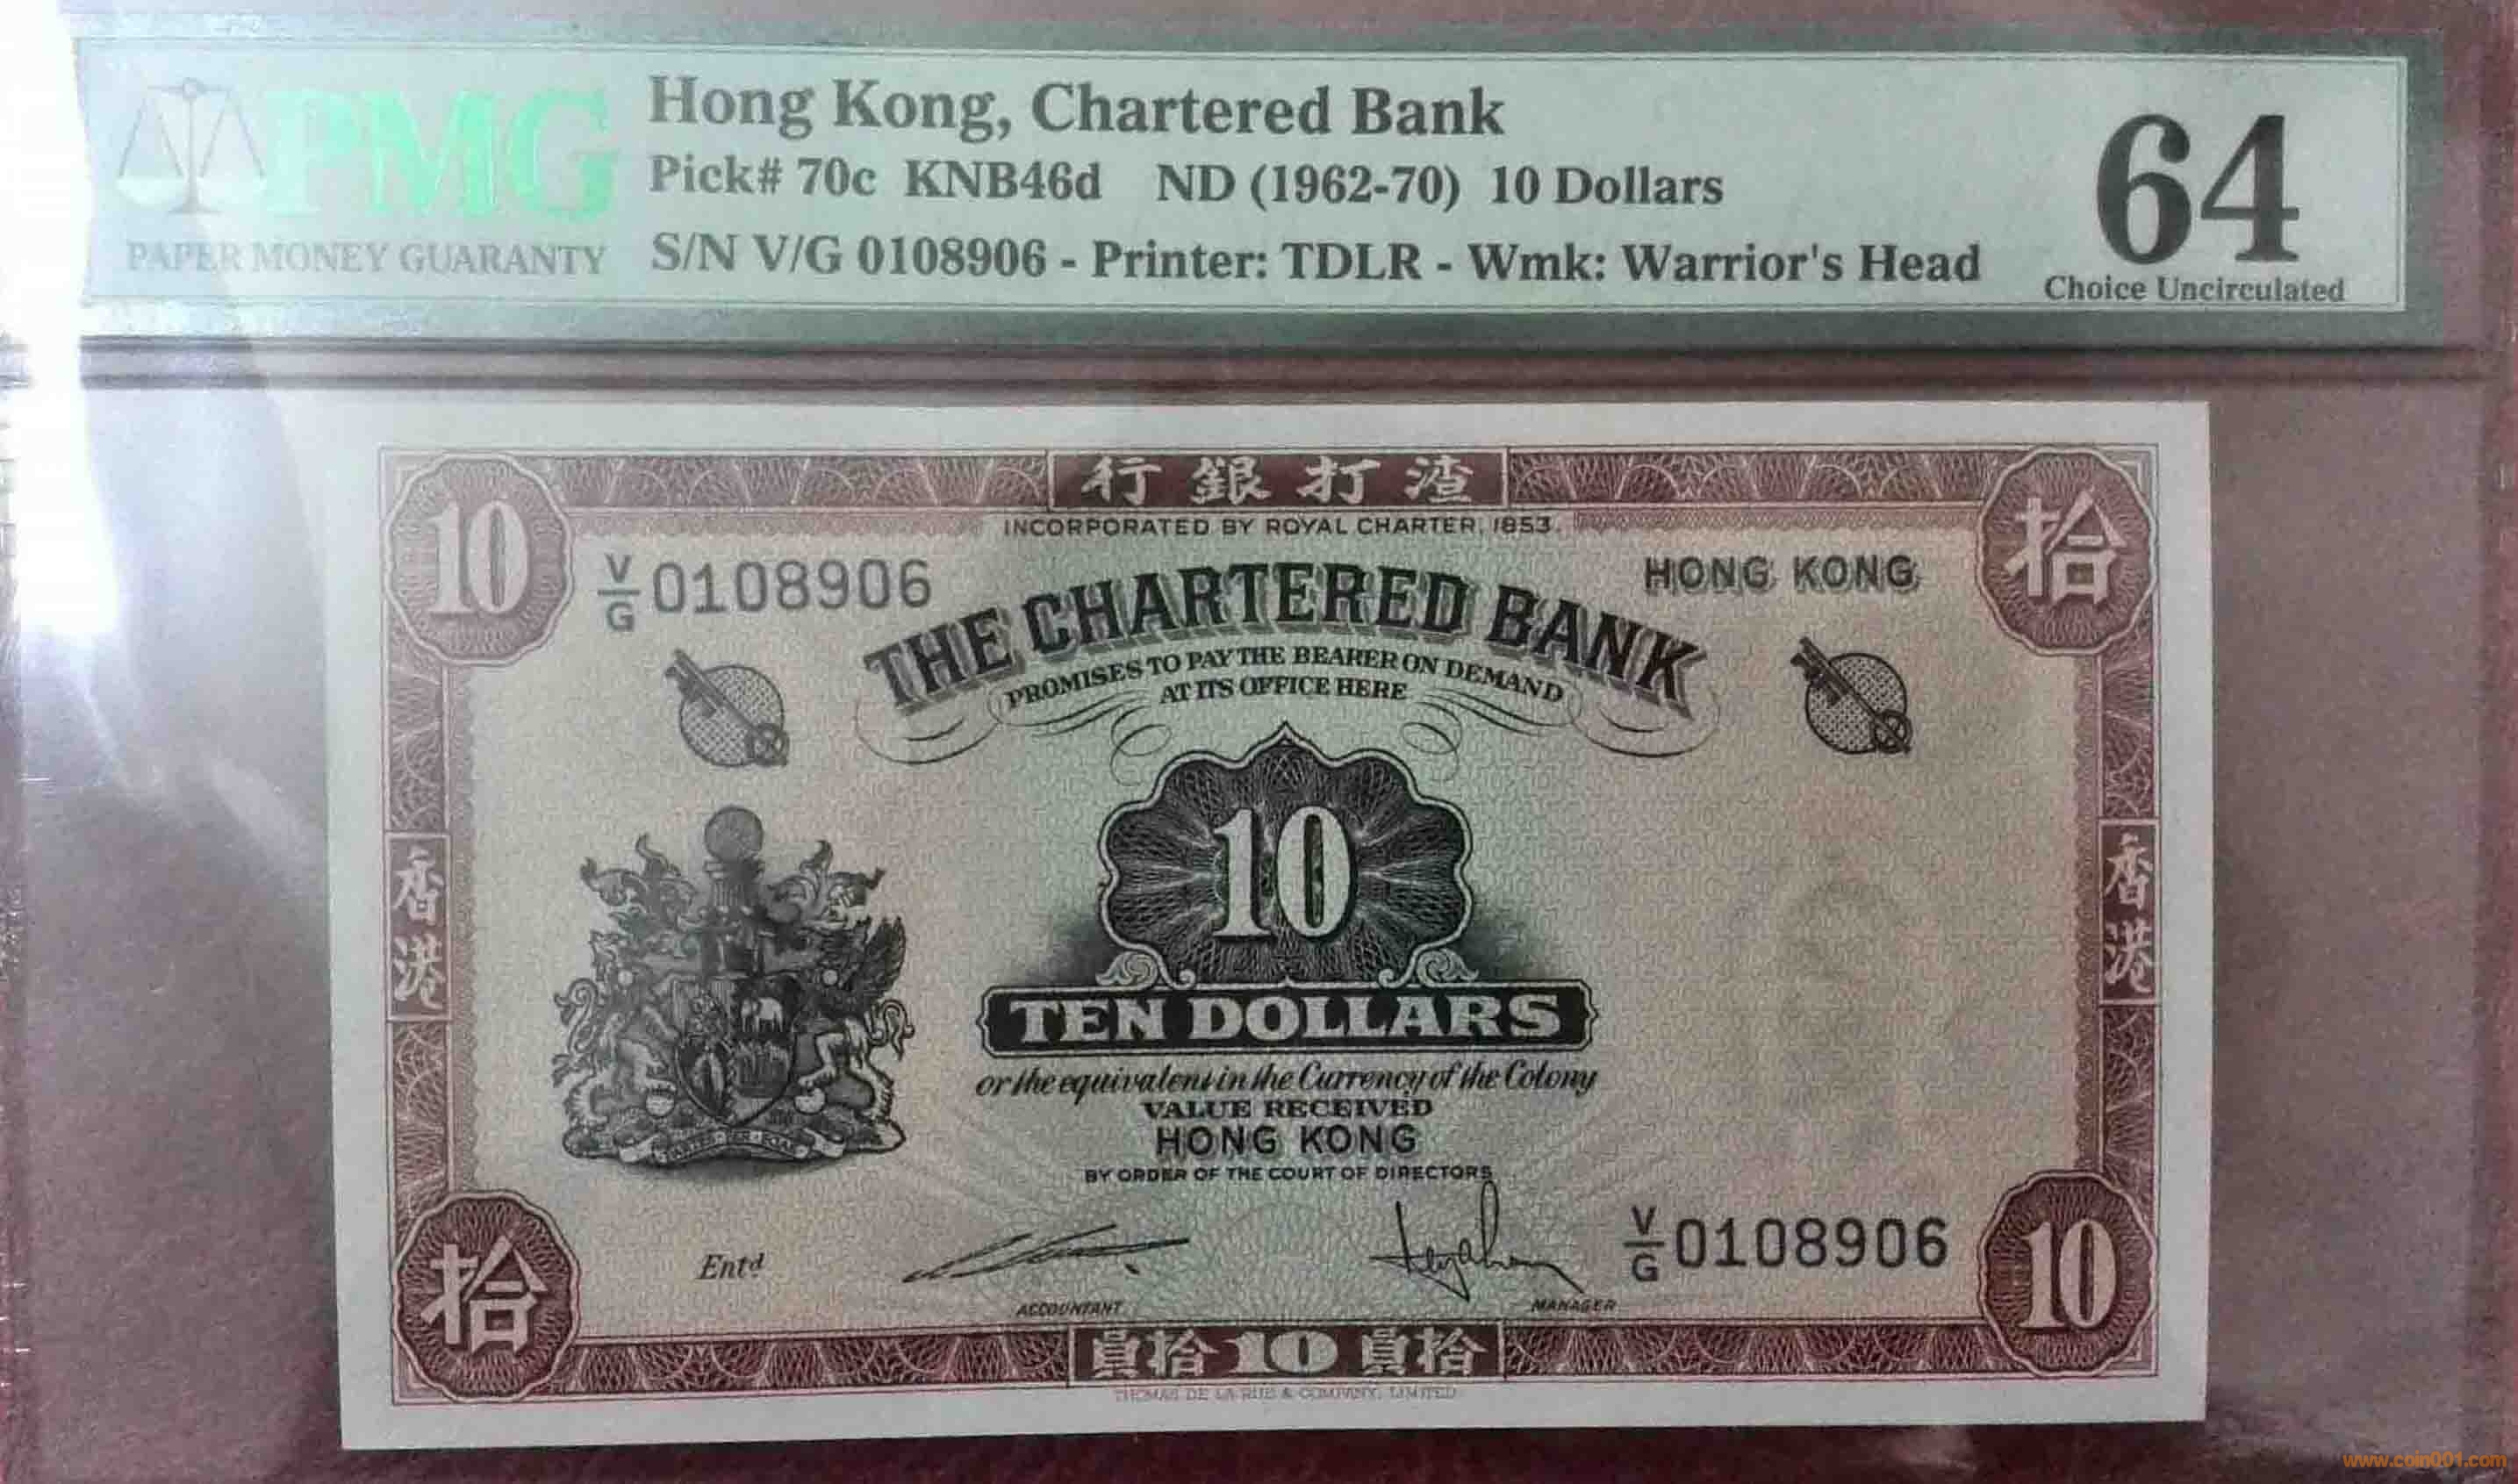 PMG
PAPER MONEY GUARANTY
Hong Kong, Chartered Bank
Pick# 70c KNB46d ND (1962-70) 10 Dollars
S/N V/G 0108906 - Printer: TDLR - Wmk: Warrior's Head
64
Choice Uncirculated
行銀打渣
INCORPORATED BY ROYAL CHARTER, 1853.
10
拾
V/G 0108906
HONG KONG
THE CHARTERED BANK
PROMISES TO PAY THE BEARER ON DEMAND
AT ITS OFFICE HERE
10
香港
香港
TEN DOLLARS
or the equivalent in the Currency of the Colony
VALUE RECEIVED
HONG KONG
BY ORDER OF THE COURT OF DIRECTORS
V/G 0108906
Entd
ACCOUNTANT
MANAGER
拾
10
員拾 10 員拾
THOMAS DE LA RUE & COMPANY, LIMITED
www.coin001.com